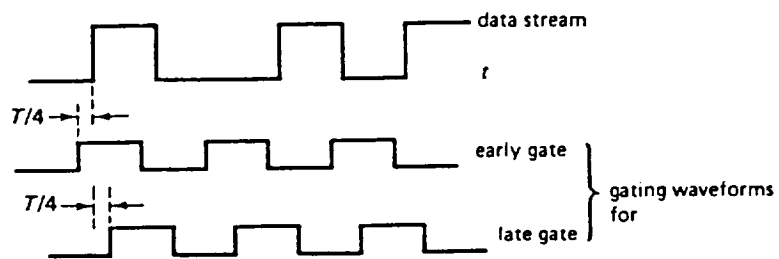 data stream
t
T/4
early gate
T/4
gating waveforms
for
late gate